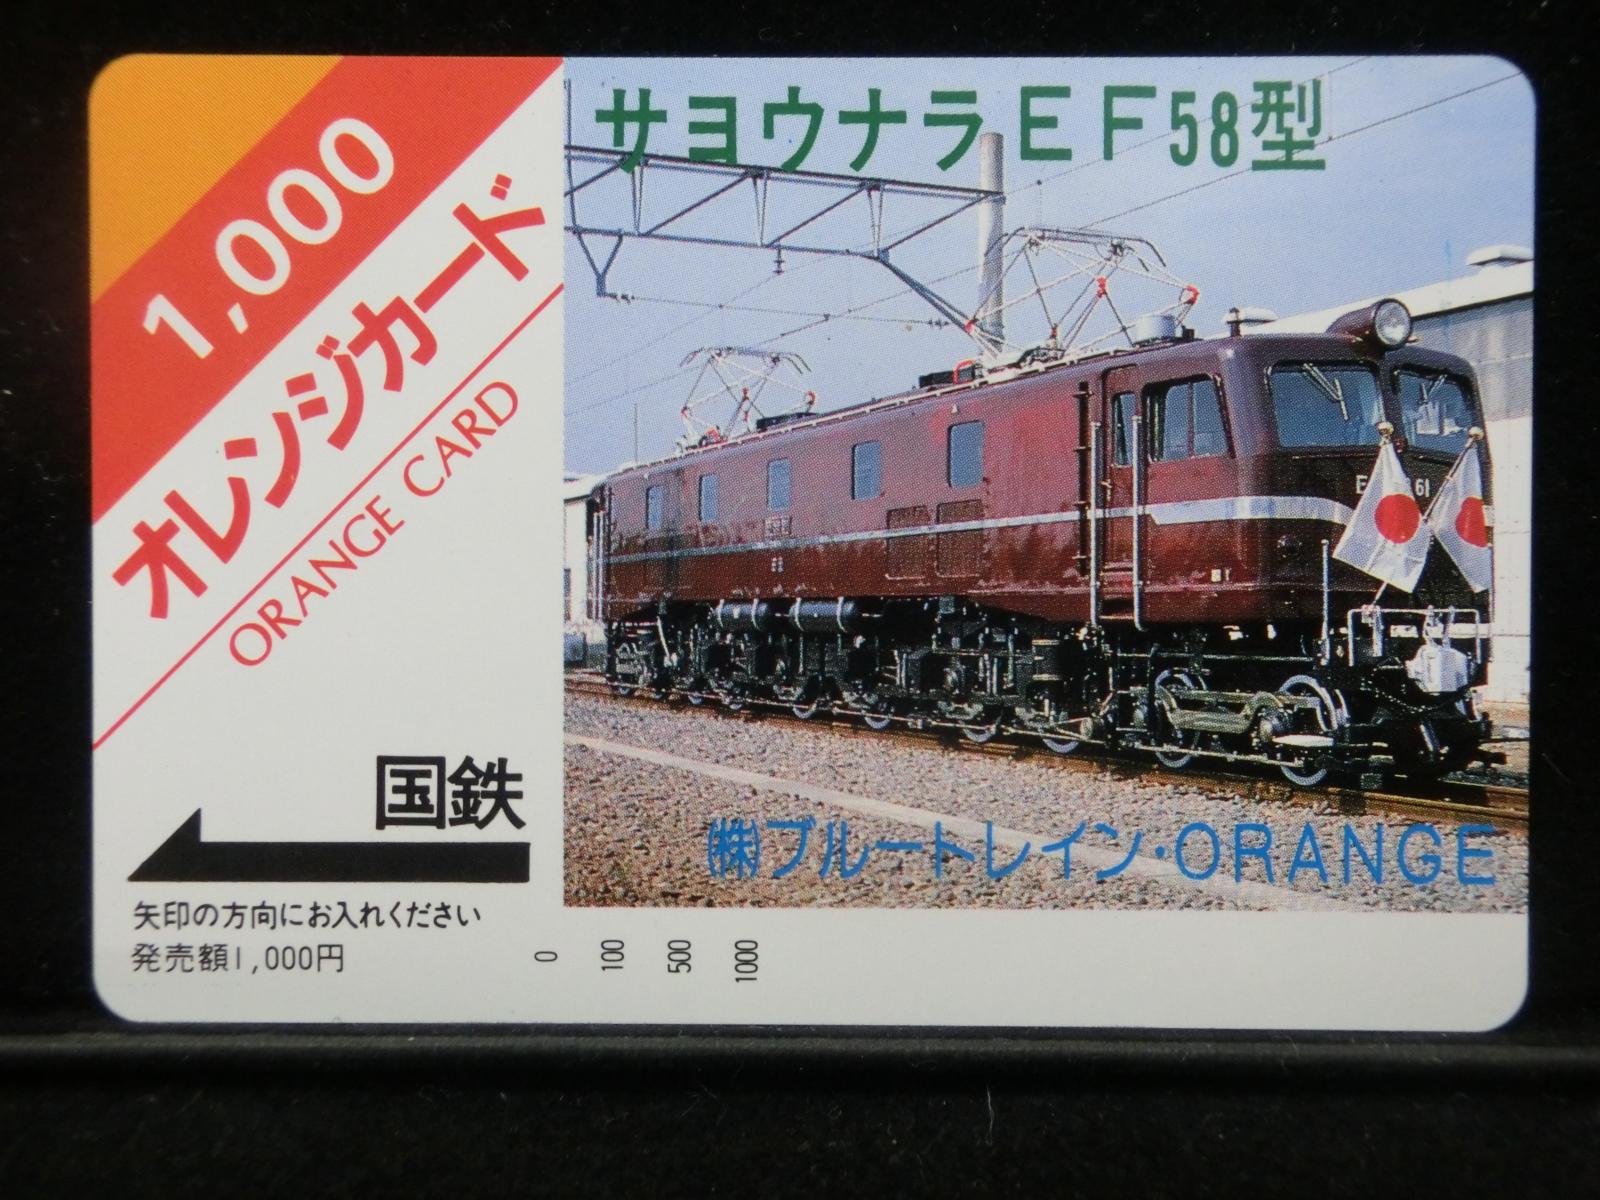 1,000
オレンジカード
ORANGE CARD
国鉄
矢印の方向にお入れください
発売額1,000円
0 100 500 1000
サヨウナラEF58型
61
(株)ブルートレイン・ORANGE